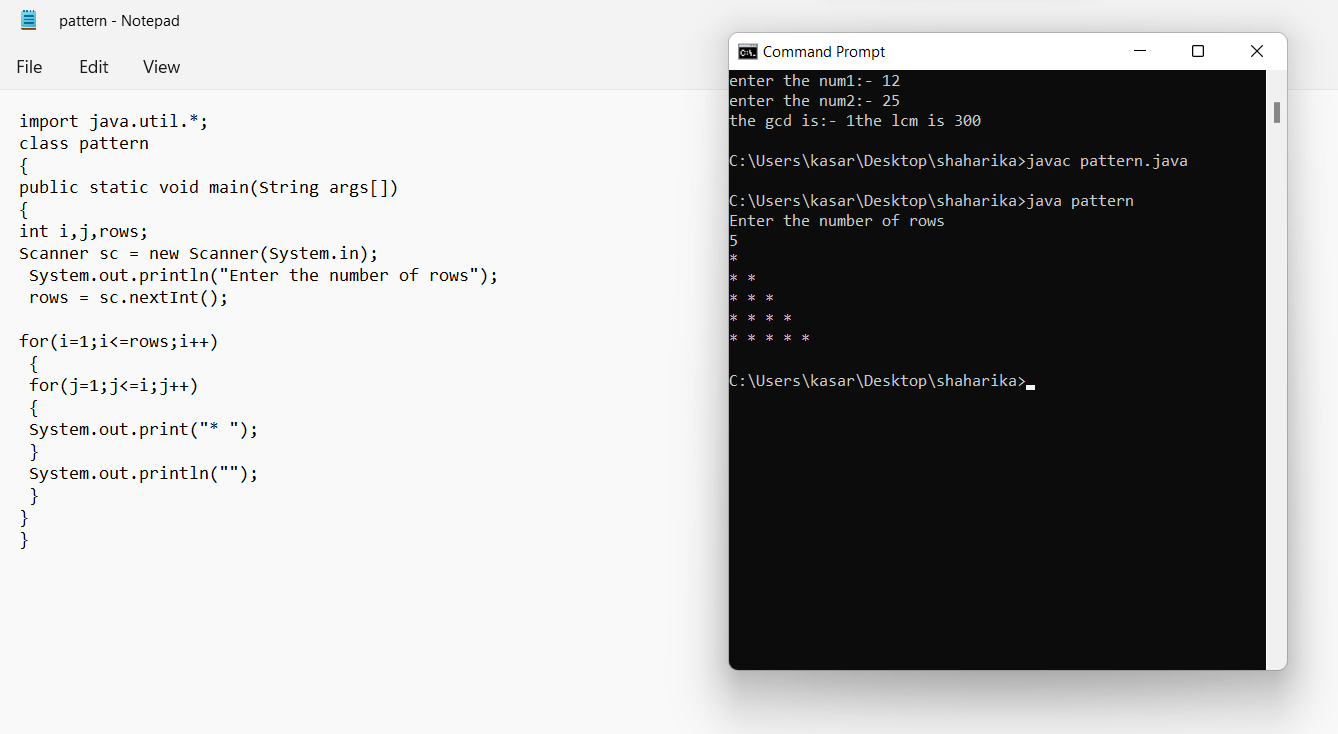 pattern - Notepad
File Edit View
import java.util.*;
class pattern
{
public static void main(String args[])
{
int i,j,rows;
Scanner sc = new Scanner(System.in);
 System.out.println("Enter the number of rows");
 rows = sc.nextInt();

for(i=1;i<=rows;i++)
 {
 for(j=1;j<=i;j++)
 {
 System.out.print("* ");
 }
 System.out.println("");
 }
}
}
Command Prompt
enter the num1:- 12
enter the num2:- 25
the gcd is:- 1the lcm is 300

C:\Users\kasar\Desktop\shaharika>javac pattern.java

C:\Users\kasar\Desktop\shaharika>java pattern
Enter the number of rows
5
*
* *
* * *
* * * *
* * * * *

C:\Users\kasar\Desktop\shaharika>